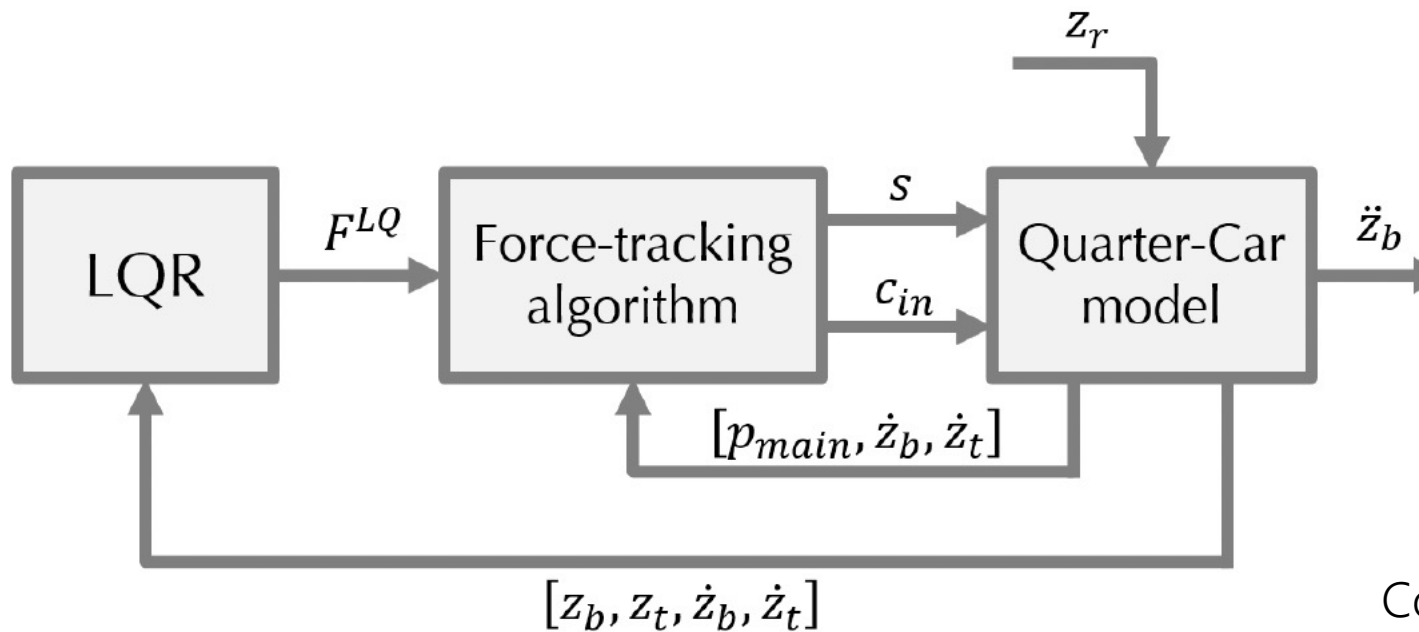 z_r
LQR
F^{LQ}
Force-tracking
algorithm
s
c_{in}
Quarter-Car
model
z̈_b
[p_{main}, ż_b, ż_t]
[z_b, z_t, ż_b, ż_t]